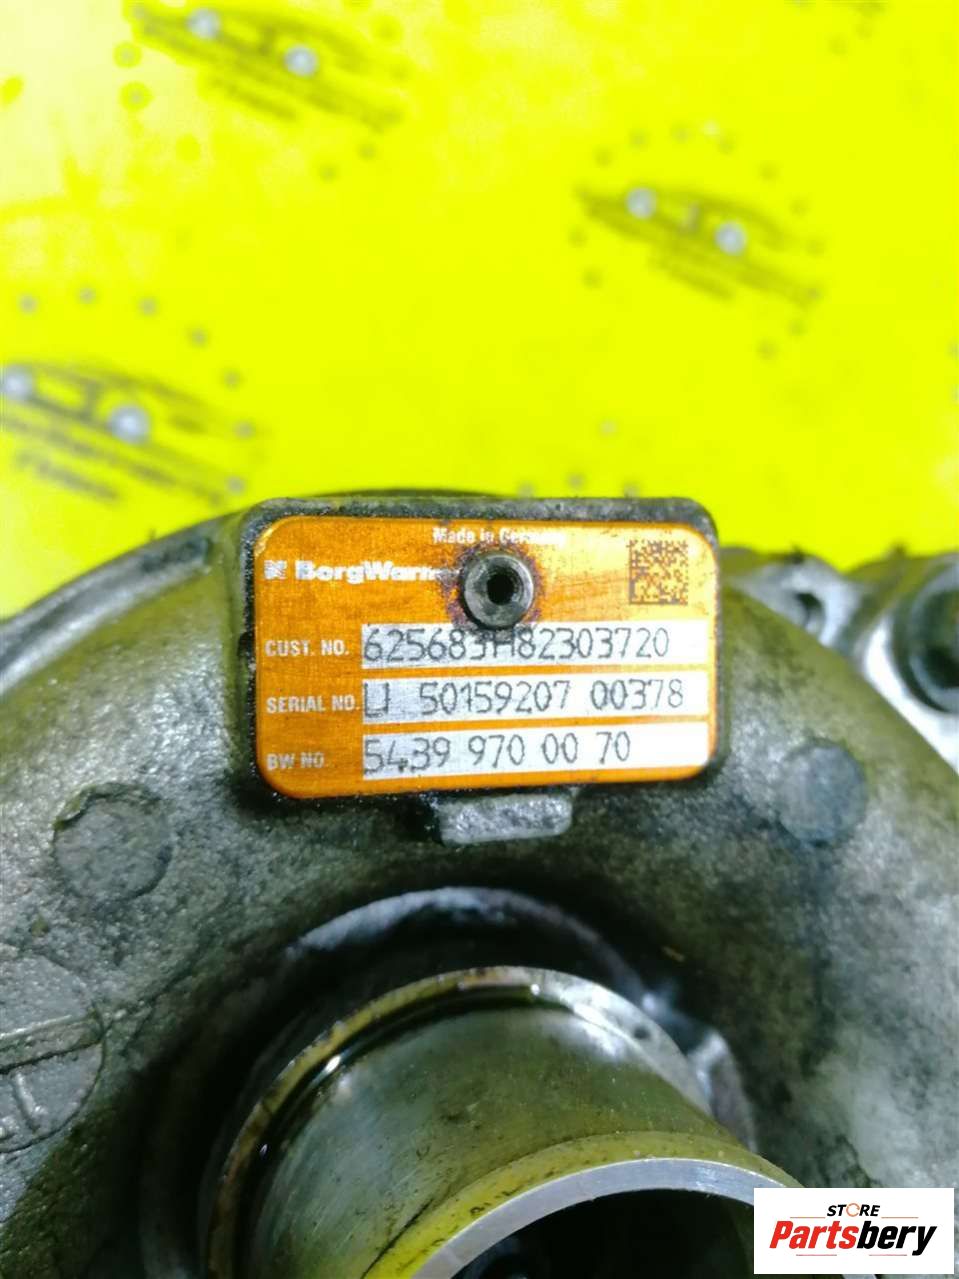 Made in Germany
BorgWarn
CUST. NO. 625683H82303720
SERIAL NO. LI 50159207 00378
BW NO. 5439 970 00 70
STORE
Partsbery